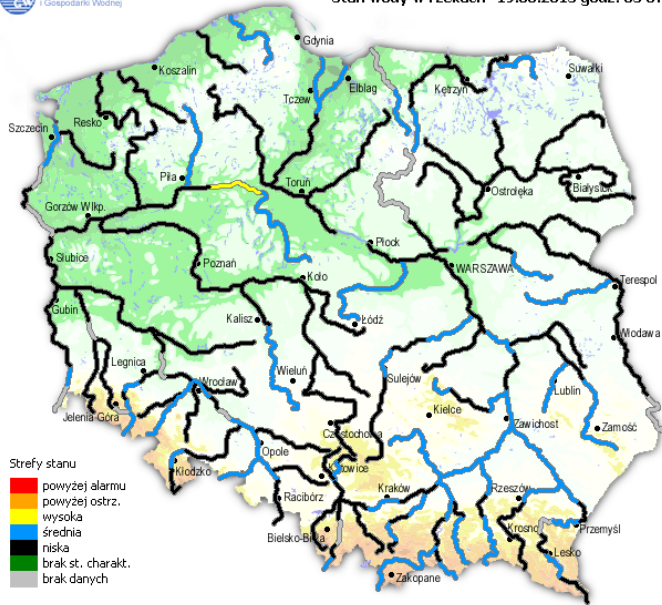 i Gospodarki Wodnej
Gdynia
Koszalin
Suwałki
Elbląg
Kętrzyn
Tczew
Resko
Szczecin
Piła
Toruń
Ostrołęka
Białystok
Gorzów Wlkp.
Płock
Słubice
Poznań
WARSZAWA
Koło
Terespol
Gubin
Kalisz
Łódź
Włodawa
Legnica
Wieluń
Sulejów
Wrocław
Lublin
Jelenia Góra
Kielce
Zawichost
Zamość
Częstochowa
Opole
Strefy stanu
Kłodzko
Katowice
powyżej alarmu
Racibórz
Kraków
Rzeszów
powyżej ostrz.
wysoka
Przemyśl
średnia
Bielsko-Biała
Krosno
niska
Lesko
brak st. charakt.
Zakopane
brak danych